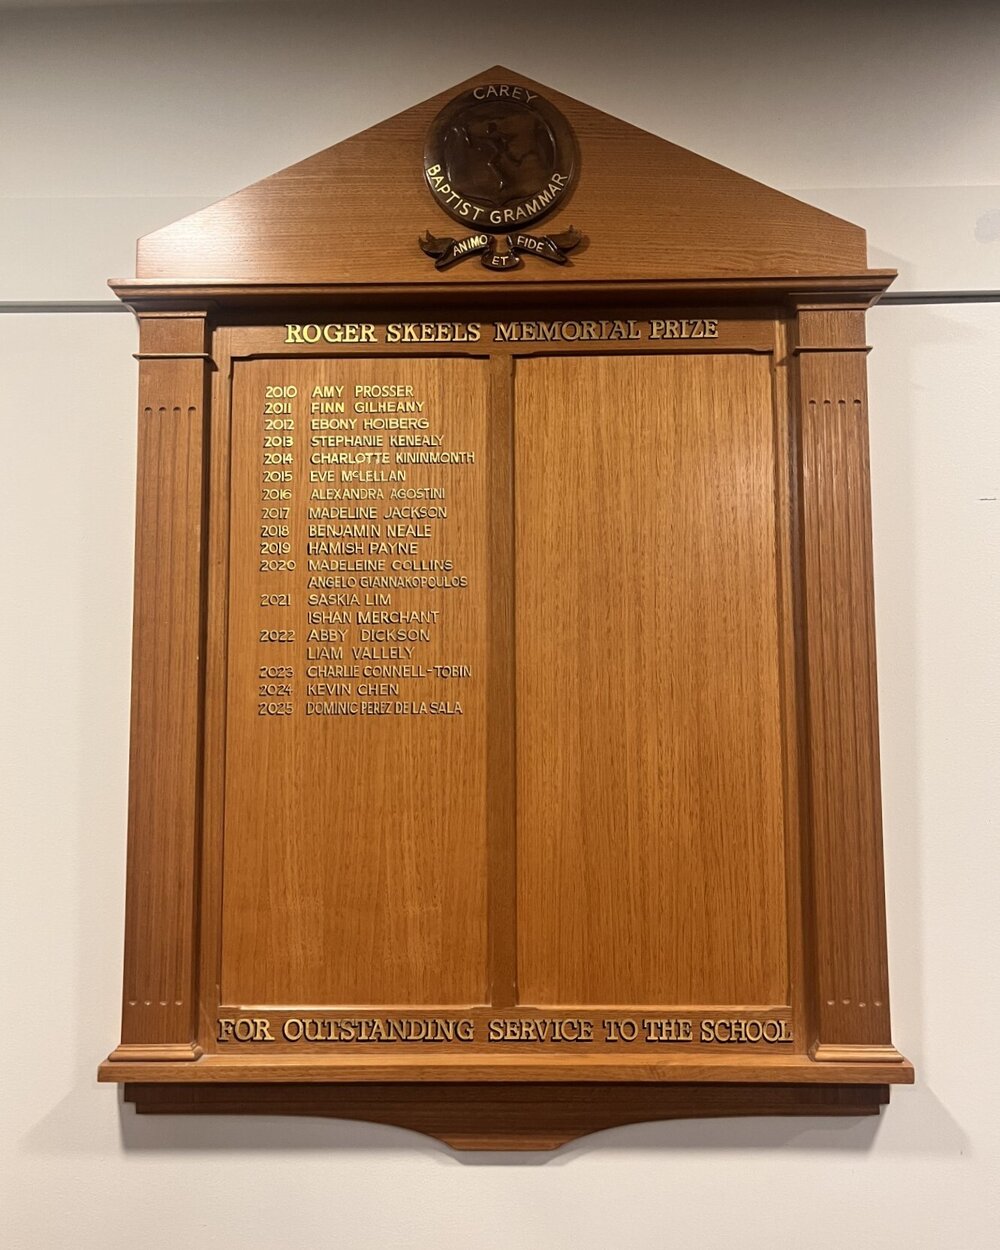 CAREY
BAPTIST GRAMMAR
ANIMO ET FIDE
ROGER SKEELS MEMORIAL PRIZE
2010 AMY PROSSER
2011 FINN GILHEANY
2012 EBONY HOIBERG
2013 STEPHANIE KENEALY
2014 CHARLOTTE KININMONTH
2015 EVE McLELLAN
2016 ALEXANDRA AGOSTINI
2017 MADELINE JACKSON
2018 BENJAMIN NEALE
2019 HAMISH PAYNE
2020 MADELEINE COLLINS
ANGELO GIANNAKOPOULOS
2021 SASKIA LIM
ISHAN MERCHANT
2022 ABBY DICKSON
LIAM VALLELY
2023 CHARLIE CONNELL-TOBIN
2024 KEVIN CHEN
2025 DOMINIC PEREZ DE LA SALA
FOR OUTSTANDING SERVICE TO THE SCHOOL